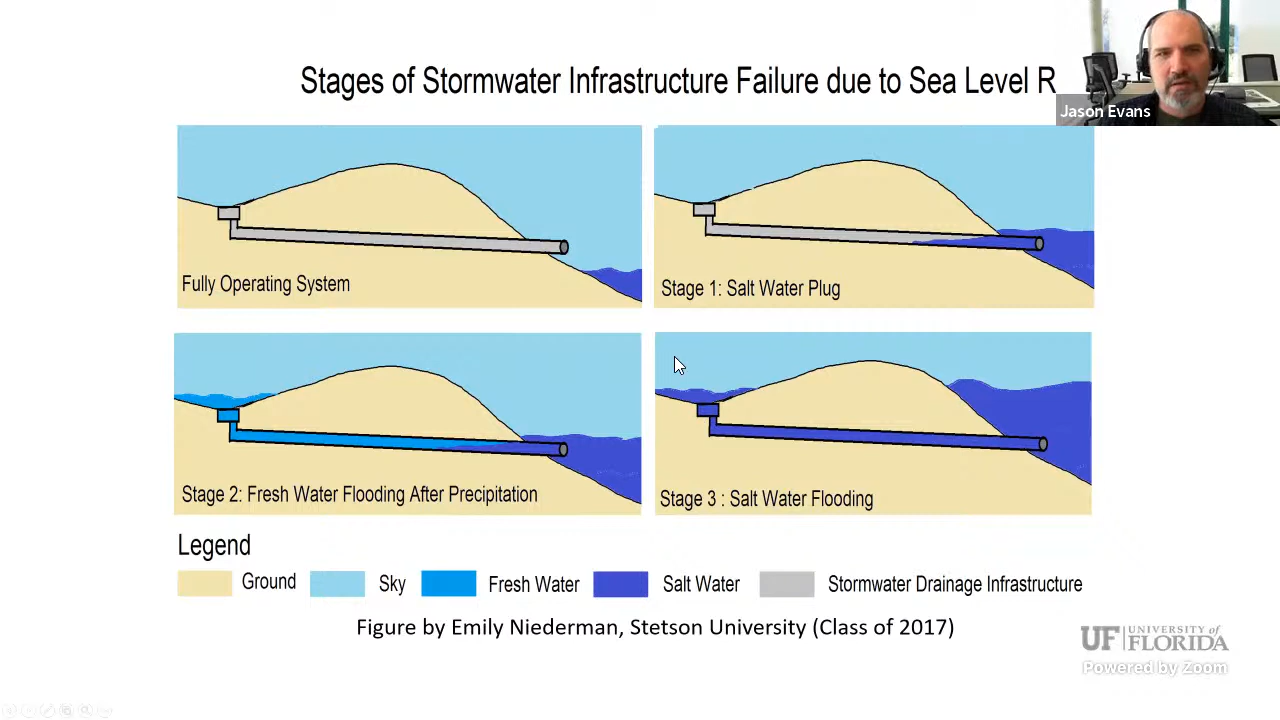 Stages of Stormwater Infrastructure Failure due to Sea Level R
Jason Evans
Fully Operating System
Stage 1: Salt Water Plug
Stage 2: Fresh Water Flooding After Precipitation
Stage 3 : Salt Water Flooding
Legend
Ground
Sky
Fresh Water
Salt Water
Stormwater Drainage Infrastructure
Figure by Emily Niederman, Stetson University (Class of 2017)
UF UNIVERSITY of
FLORIDA
Powered by Zoom